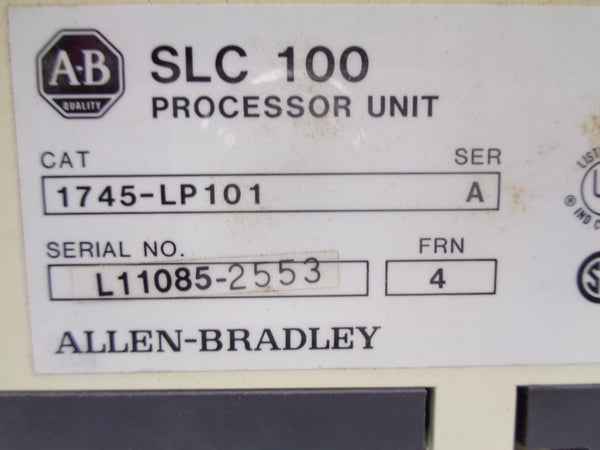 A-B
QUALITY
SLC 100
PROCESSOR UNIT
CAT SER
1745-LP101 A
SERIAL NO. FRN
L11085-2553 4
ALLEN-BRADLEY